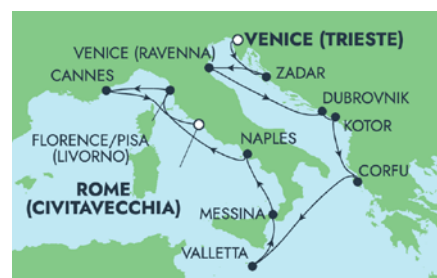 VENICE (TRIESTE)
VENICE (RAVENNA)
CANNES
ZADAR
DUBROVNIK
KOTOR
FLORENCE/PISA
(LIVORNO)
NAPLES
CORFU
ROME
(CIVITAVECCHIA)
MESSINA
VALLETTA